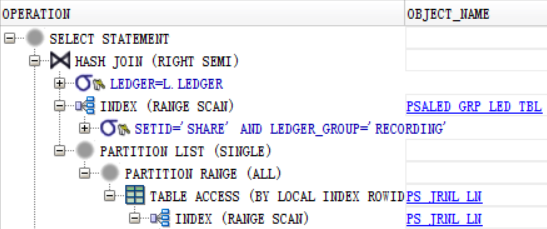 OPERATION OBJECT_NAME
SELECT STATEMENT
HASH JOIN (RIGHT SEMI)
LEDGER=L.LEDGER
INDEX (RANGE SCAN) PSALED_GRP_LED_TBL
SETID='SHARE' AND LEDGER_GROUP='RECORDING'
PARTITION LIST (SINGLE)
PARTITION RANGE (ALL)
TABLE ACCESS (BY LOCAL INDEX ROWID PS_JRNL_LN
INDEX (RANGE SCAN) PS_JRNL_LN